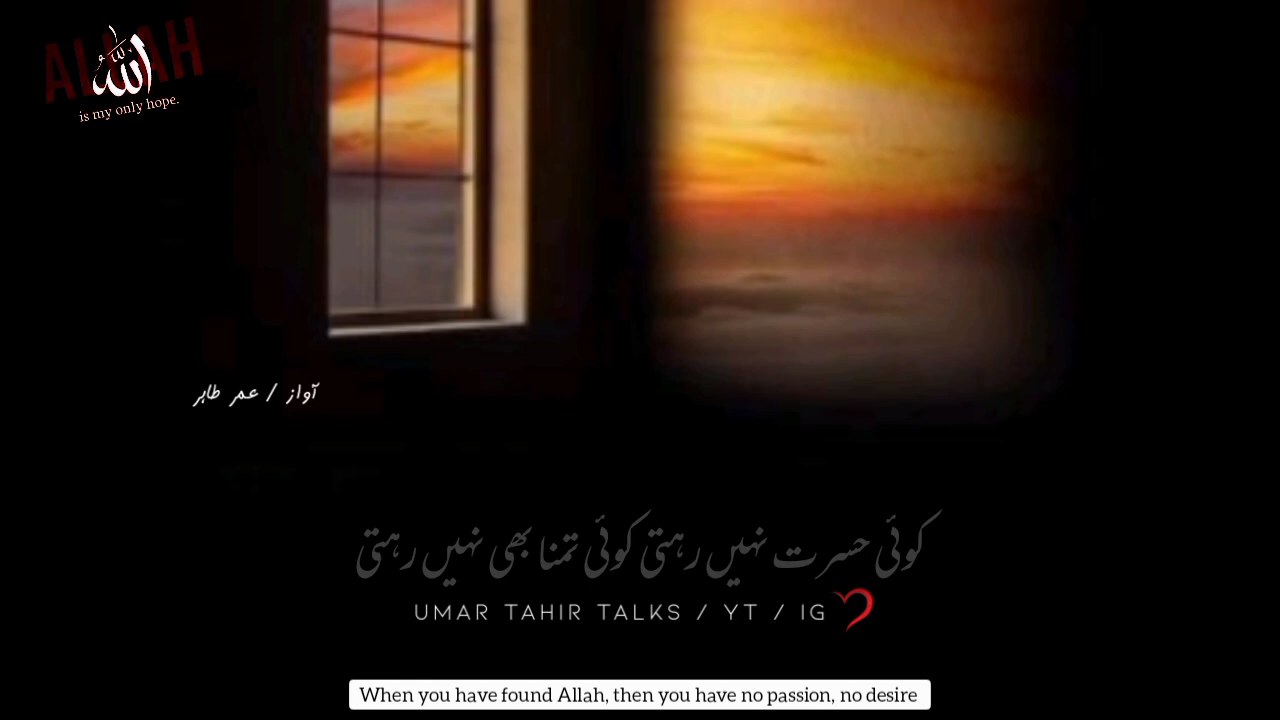 ALLAH
الله
is my only hope.
آواز / عمر طاہر
کوئی حسرت نہیں رہتی کوئی تمنا بھی نہیں رہتی
UMAR TAHIR TALKS / YT / IG
When you have found Allah, then you have no passion, no desire